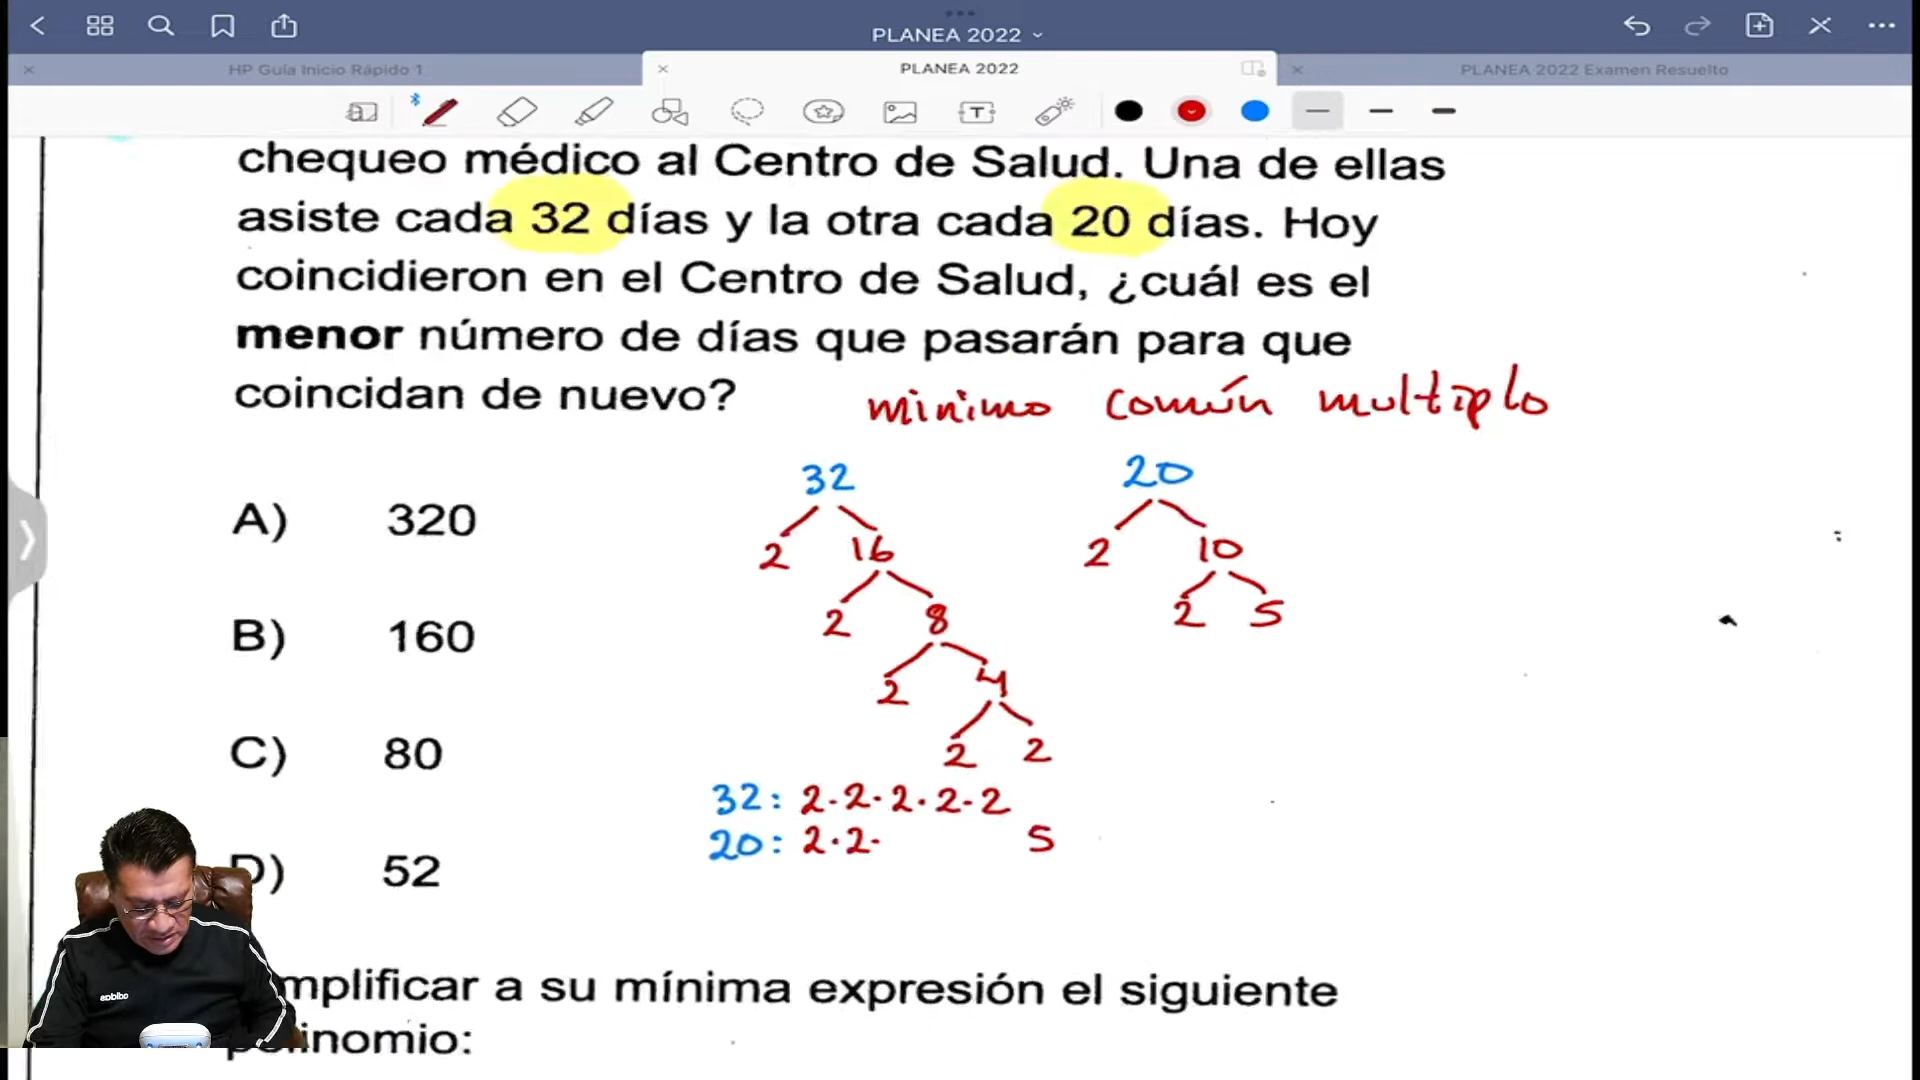 PLANEA 2022
HP Guía Inicio Rápido 1
PLANEA 2022
PLANEA 2022 Examen Resuelto
T
chequeo médico al Centro de Salud. Una de ellas
asiste cada 32 días y la otra cada 20 días. Hoy
coincidieron en el Centro de Salud, ¿cuál es el
menor número de días que pasarán para que
coincidan de nuevo?
minimo común multiplo
32 20
A) 320
2 16 2 10
2 8 2 5
B) 160
2 4
C) 80
2 2
32: 2·2·2·2·2
20: 2·2· 5
D) 52
mplificar a su mínima expresión el siguiente
polinomio: